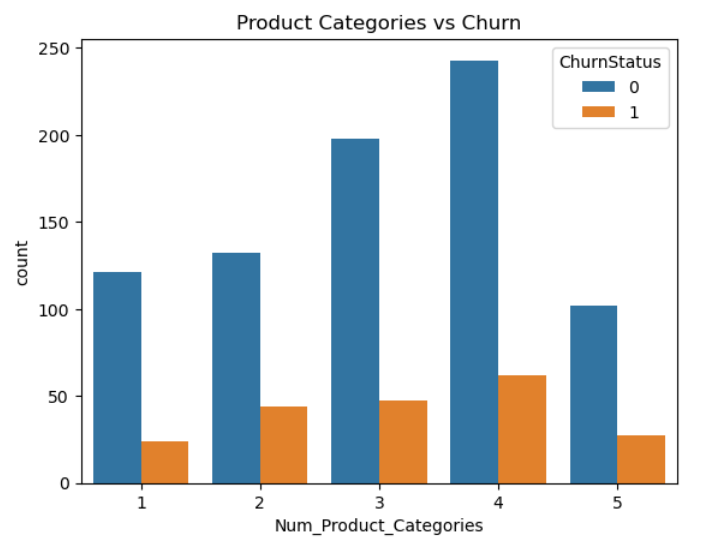 Product Categories vs Churn
ChurnStatus
0
1
250
200
150
100
50
0
count
1 2 3 4 5
Num_Product_Categories